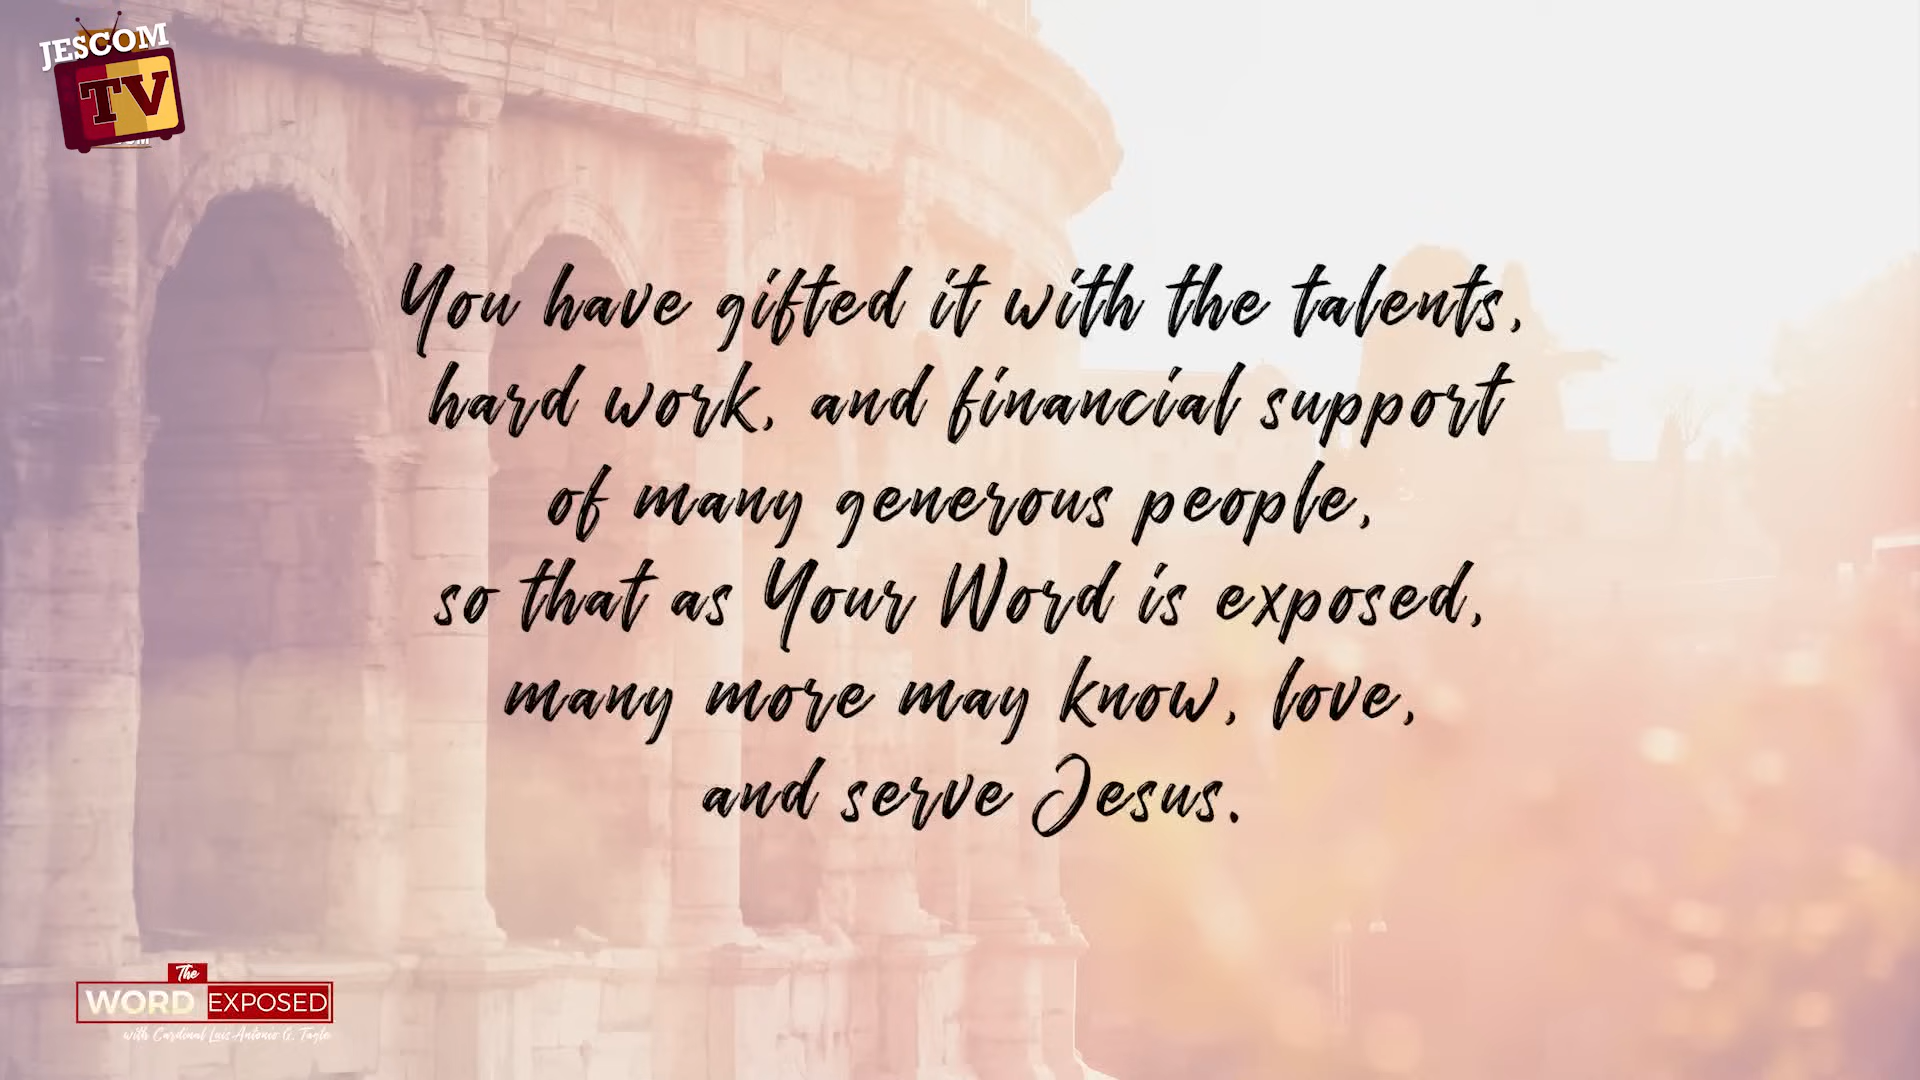 JESCOM
TV
You have gifted it with the talents,
hard work, and financial support
of many generous people,
so that as Your Word is exposed,
many more may know, love,
and serve Jesus.
The
WORD EXPOSED
with Cardinal Luis Antonio G. Tagle